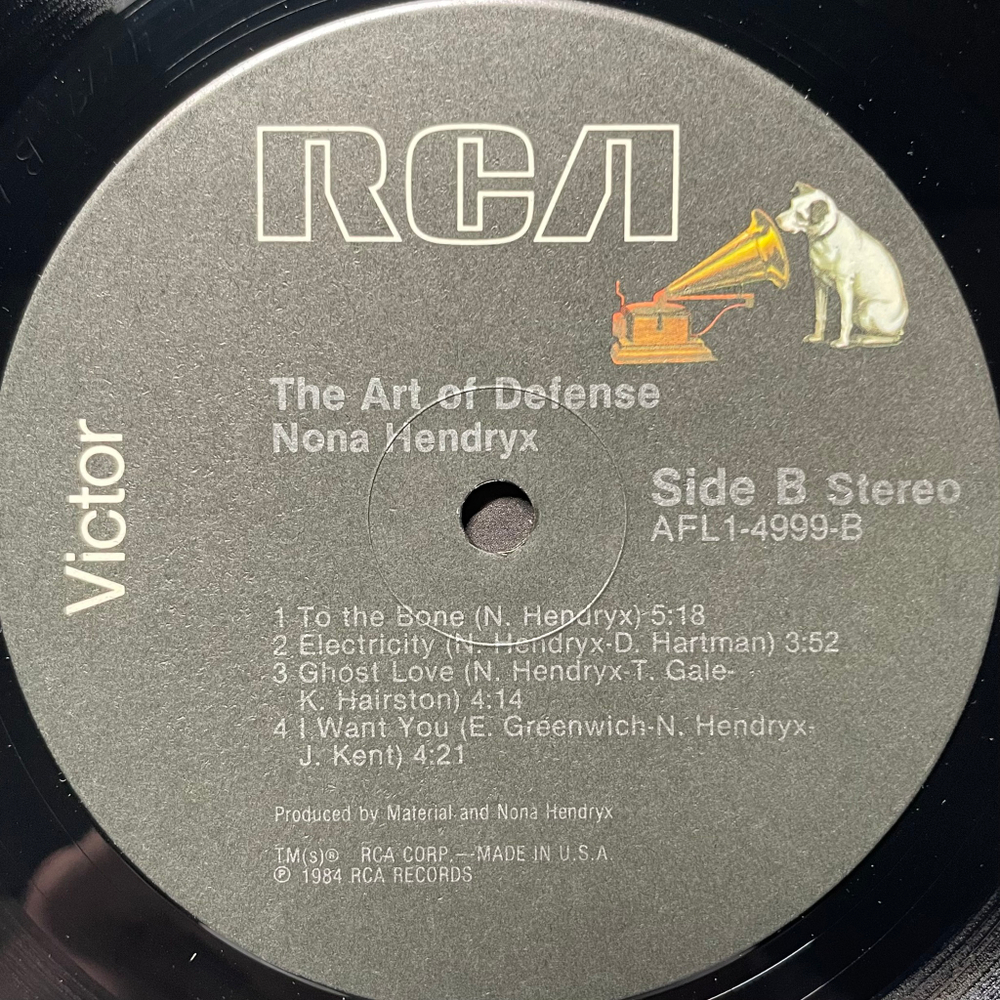 RCA
Victor
The Art of Defense
Nona Hendryx
Side B Stereo
AFL1-4999-B
1 To the Bone (N. Hendryx) 5:18
2 Electricity (N. Hendryx-D. Hartman) 3:52
3 Ghost Love (N. Hendryx-T. Gale-
K. Hairston) 4:14
4 I Want You (E. Greenwich-N. Hendryx-
J. Kent) 4:21
Produced by Material and Nona Hendryx
TM(s)® RCA CORP.—MADE IN U.S.A.
℗ 1984 RCA RECORDS